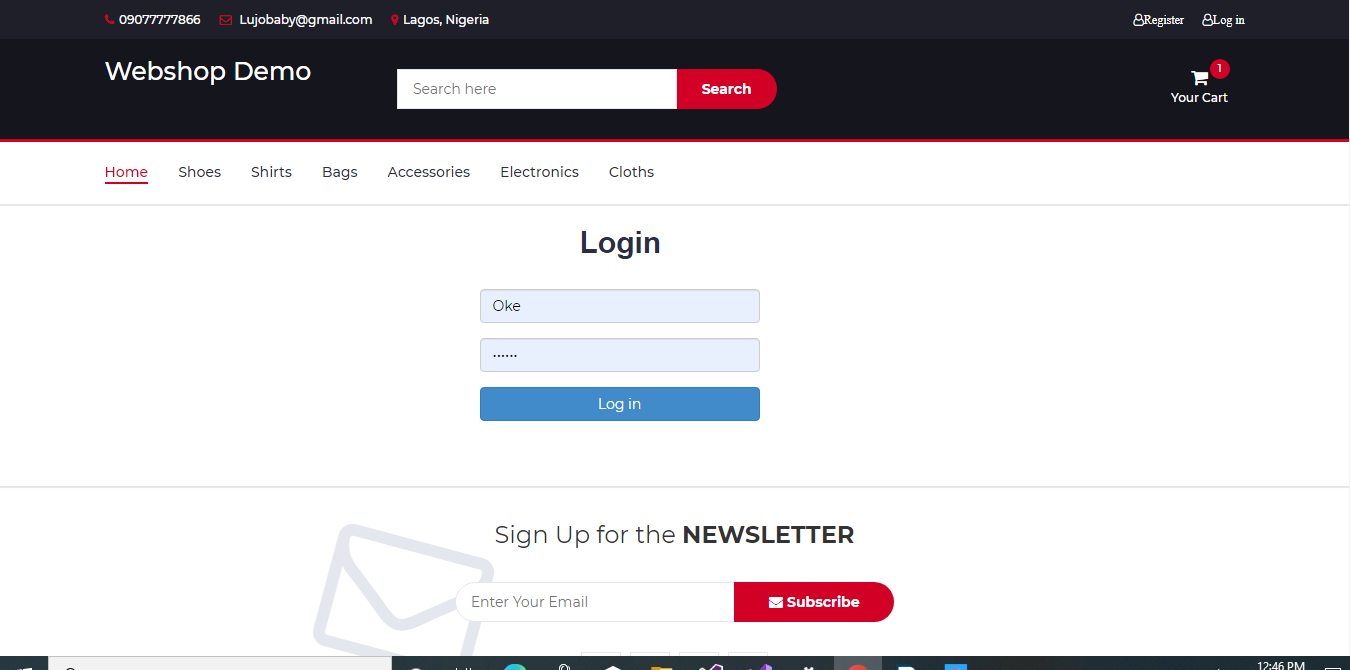 09077777866 Lujobaby@gmail.com Lagos, Nigeria Register Log in
Webshop Demo
Search here Search
1
Your Cart
Home Shoes Shirts Bags Accessories Electronics Cloths
Login
Oke
······
Log in
Sign Up for the NEWSLETTER
Enter Your Email Subscribe
12:46 PM